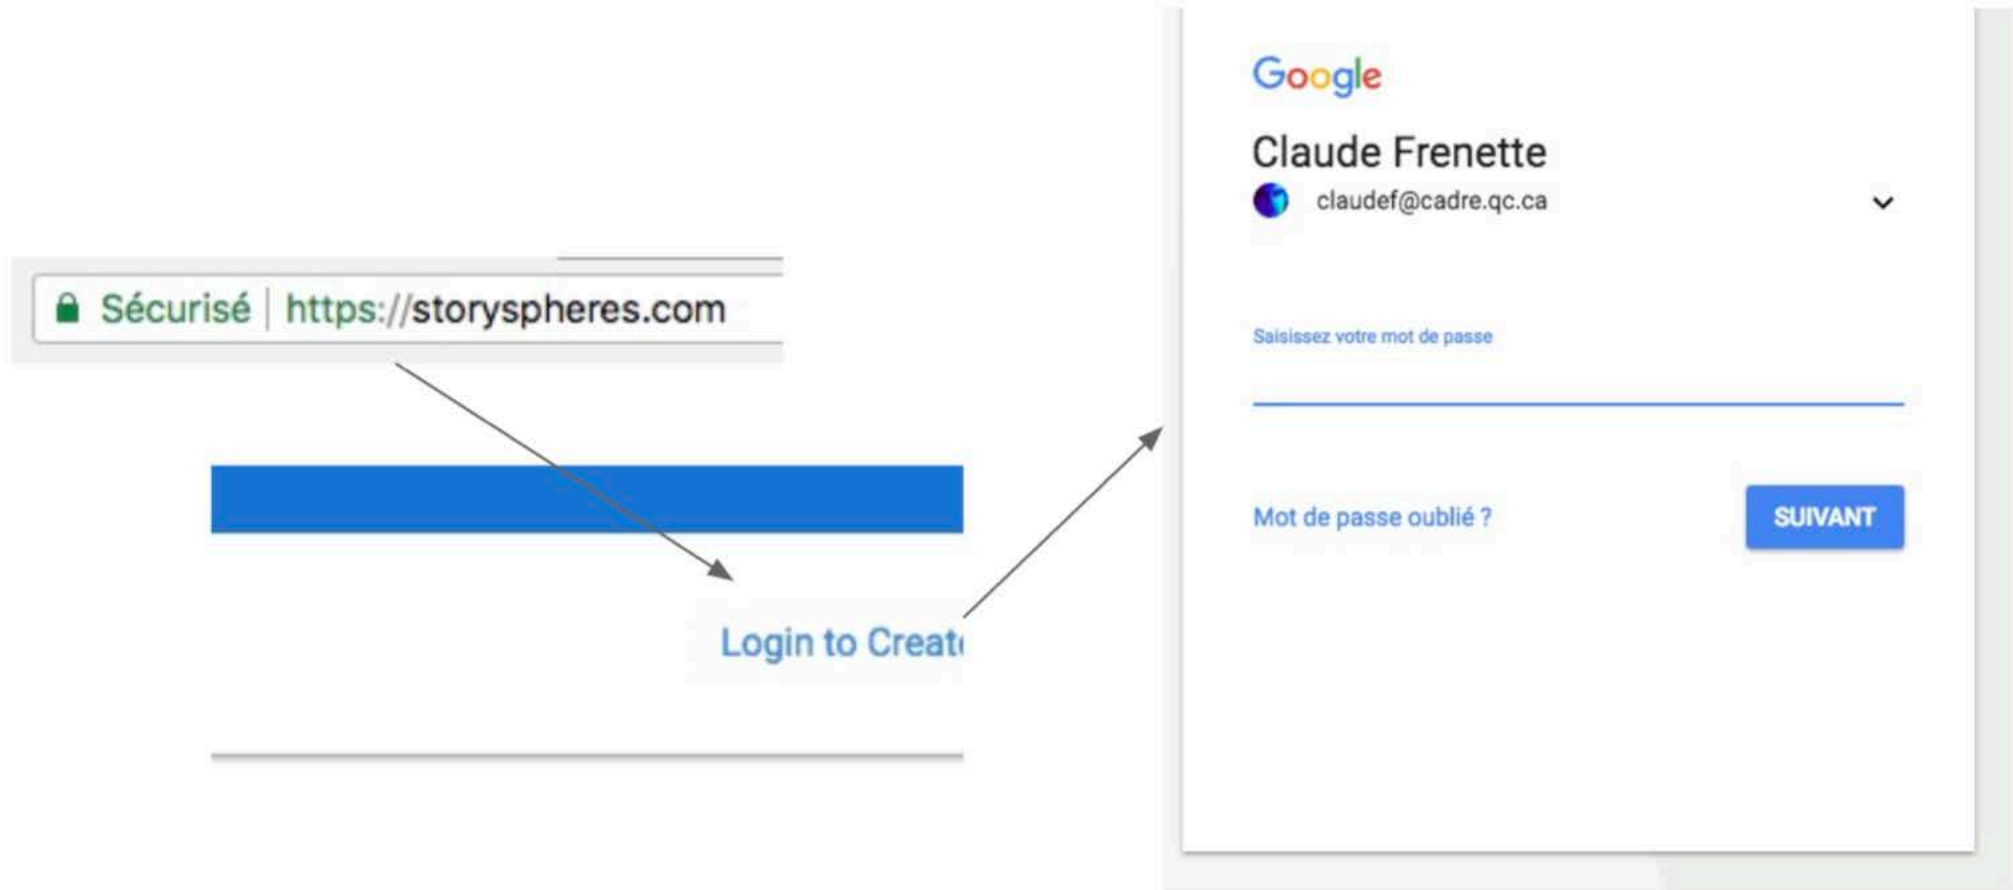 Sécurisé | https://storyspheres.com
Login to Create
Google
Claude Frenette
claudef@cadre.qc.ca
Saisissez votre mot de passe
Mot de passe oublié ?
SUIVANT